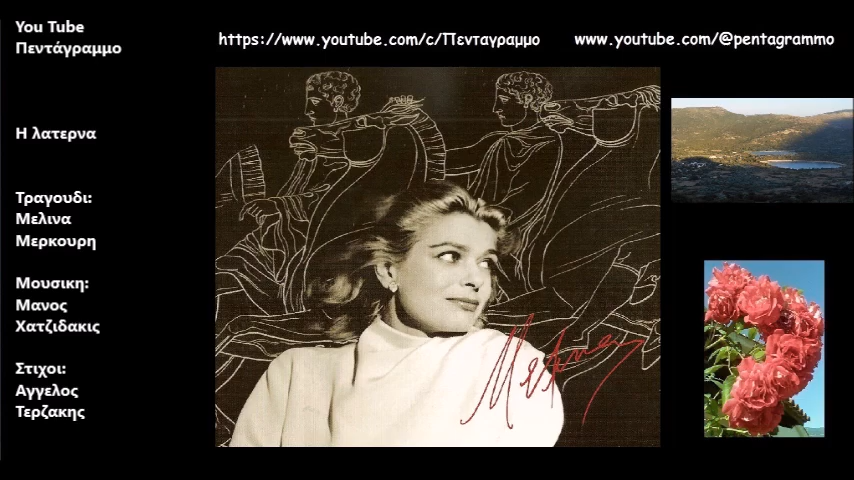 You Tube
Πεντάγραμμο
https://www.youtube.com/c/Πενταγραμμο
www.youtube.com/@pentagrammo
Η λατερνα
Τραγουδι:
Μελινα
Μερκουρη
Μουσικη:
Μανος
Χατζιδακις
Στιχοι:
Αγγελος
Τερζακης